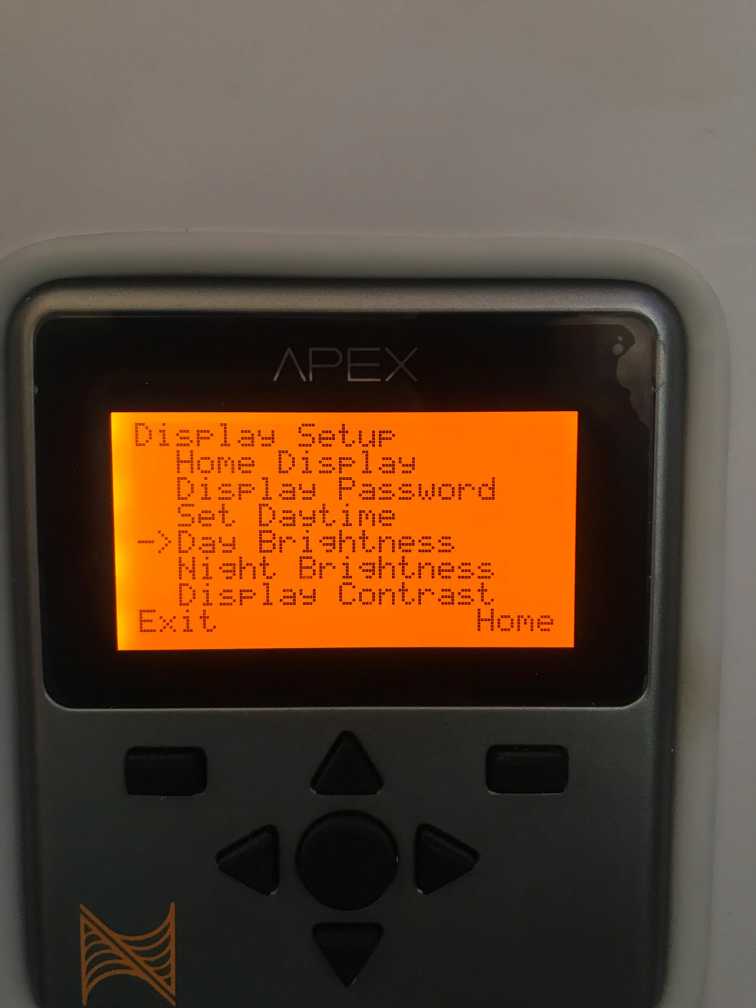 APEX
Display Setup
Home Display
Display Password
Set Daytime
->Day Brightness
Night Brightness
Display Contrast
Exit Home